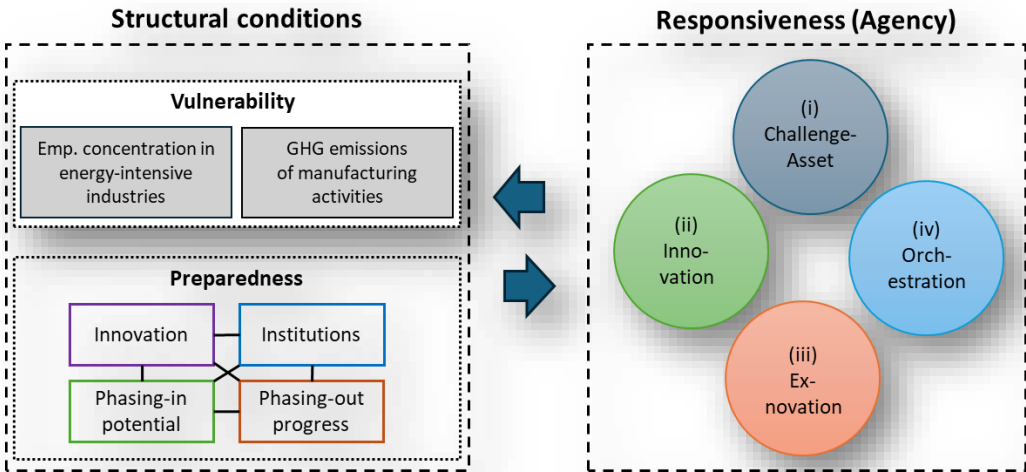 Structural conditions
Vulnerability
Emp. concentration in
energy-intensive
industries
GHG emissions
of manufacturing
activities
Preparedness
Innovation
Institutions
Phasing-in
potential
Phasing-out
progress
Responsiveness (Agency)
(i)
Challenge-
Asset
(ii)
Inno-
vation
(iv)
Orch-
estration
(iii)
Ex-
novation